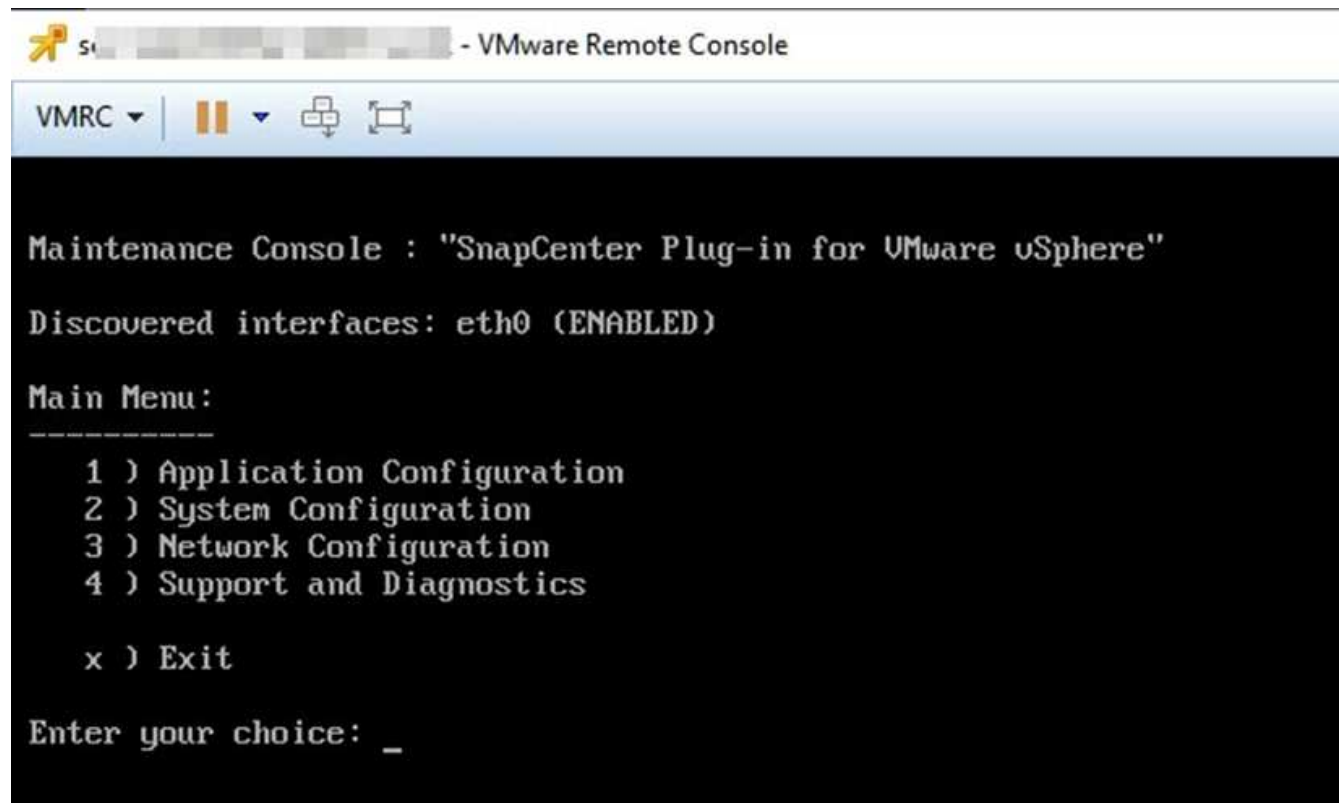 - VMware Remote Console
VMRC
Maintenance Console : "SnapCenter Plug-in for VMware vSphere"
Discovered interfaces: eth0 (ENABLED)
Main Menu:
----------
1 ) Application Configuration
2 ) System Configuration
3 ) Network Configuration
4 ) Support and Diagnostics
x ) Exit
Enter your choice: _